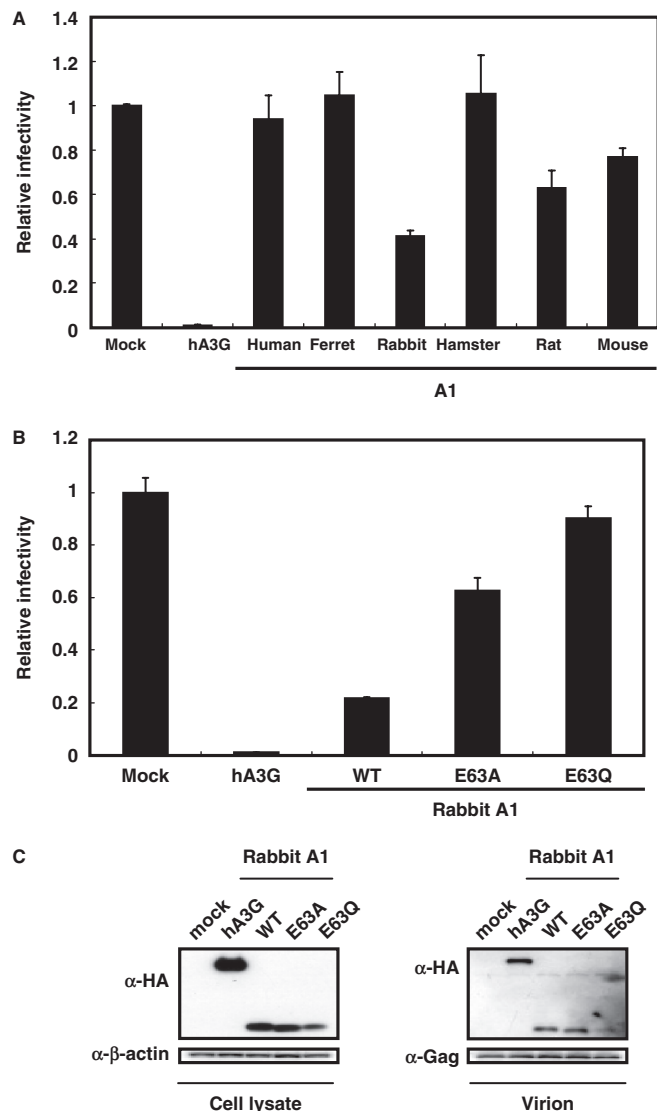 A
1.4
1.2
1
0.8
0.6
0.4
0.2
0
Relative infectivity
Mock hA3G Human Ferret Rabbit Hamster Rat Mouse
A1
B
1.2
1
0.8
0.6
0.4
0.2
0
Relative infectivity
Mock hA3G WT E63A E63Q
Rabbit A1
C
Rabbit A1
mock hA3G WT E63A E63Q
α-HA
α-β-actin
Cell lysate
Rabbit A1
mock hA3G WT E63A E63Q
α-HA
α-Gag
Virion